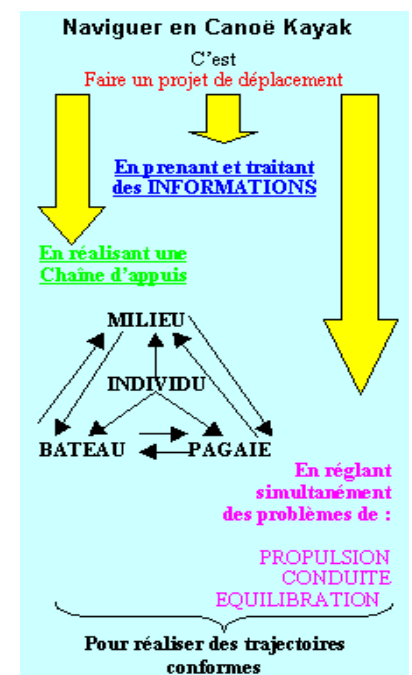 Naviguer en Canoë Kayak
C'est
Faire un projet de déplacement
En prenant et traitant
des INFORMATIONS
En réalisant une
Chaîne d'appuis
MILIEU
INDIVIDU
BATEAU PAGAIE
En réglant
simultanément
des problèmes de :
PROPULSION
CONDUITE
EQUILIBRATION
Pour réaliser des trajectoires
conformes